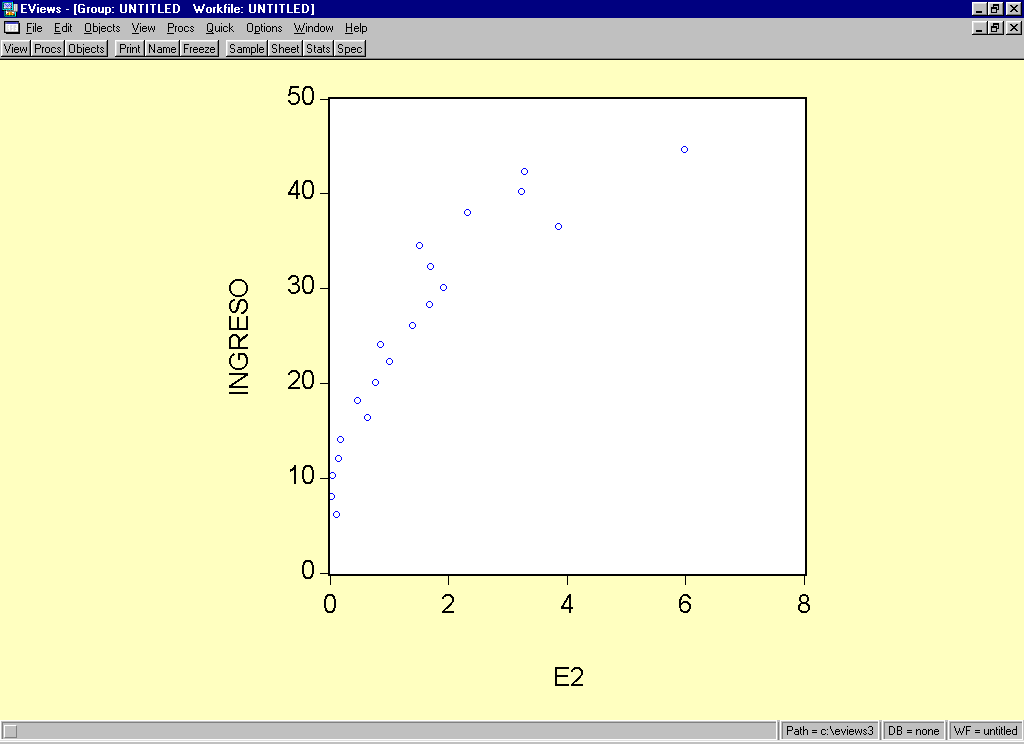 EViews - [Group: UNTITLED   Workfile: UNTITLED]
File Edit Objects View Procs Quick Options Window Help
View Procs Objects Print Name Freeze Sample Sheet Stats Spec
50
40
30
20
10
0
INGRESO
0 2 4 6 8
E2
Path = c:\eviews3 DB = none WF = untitled